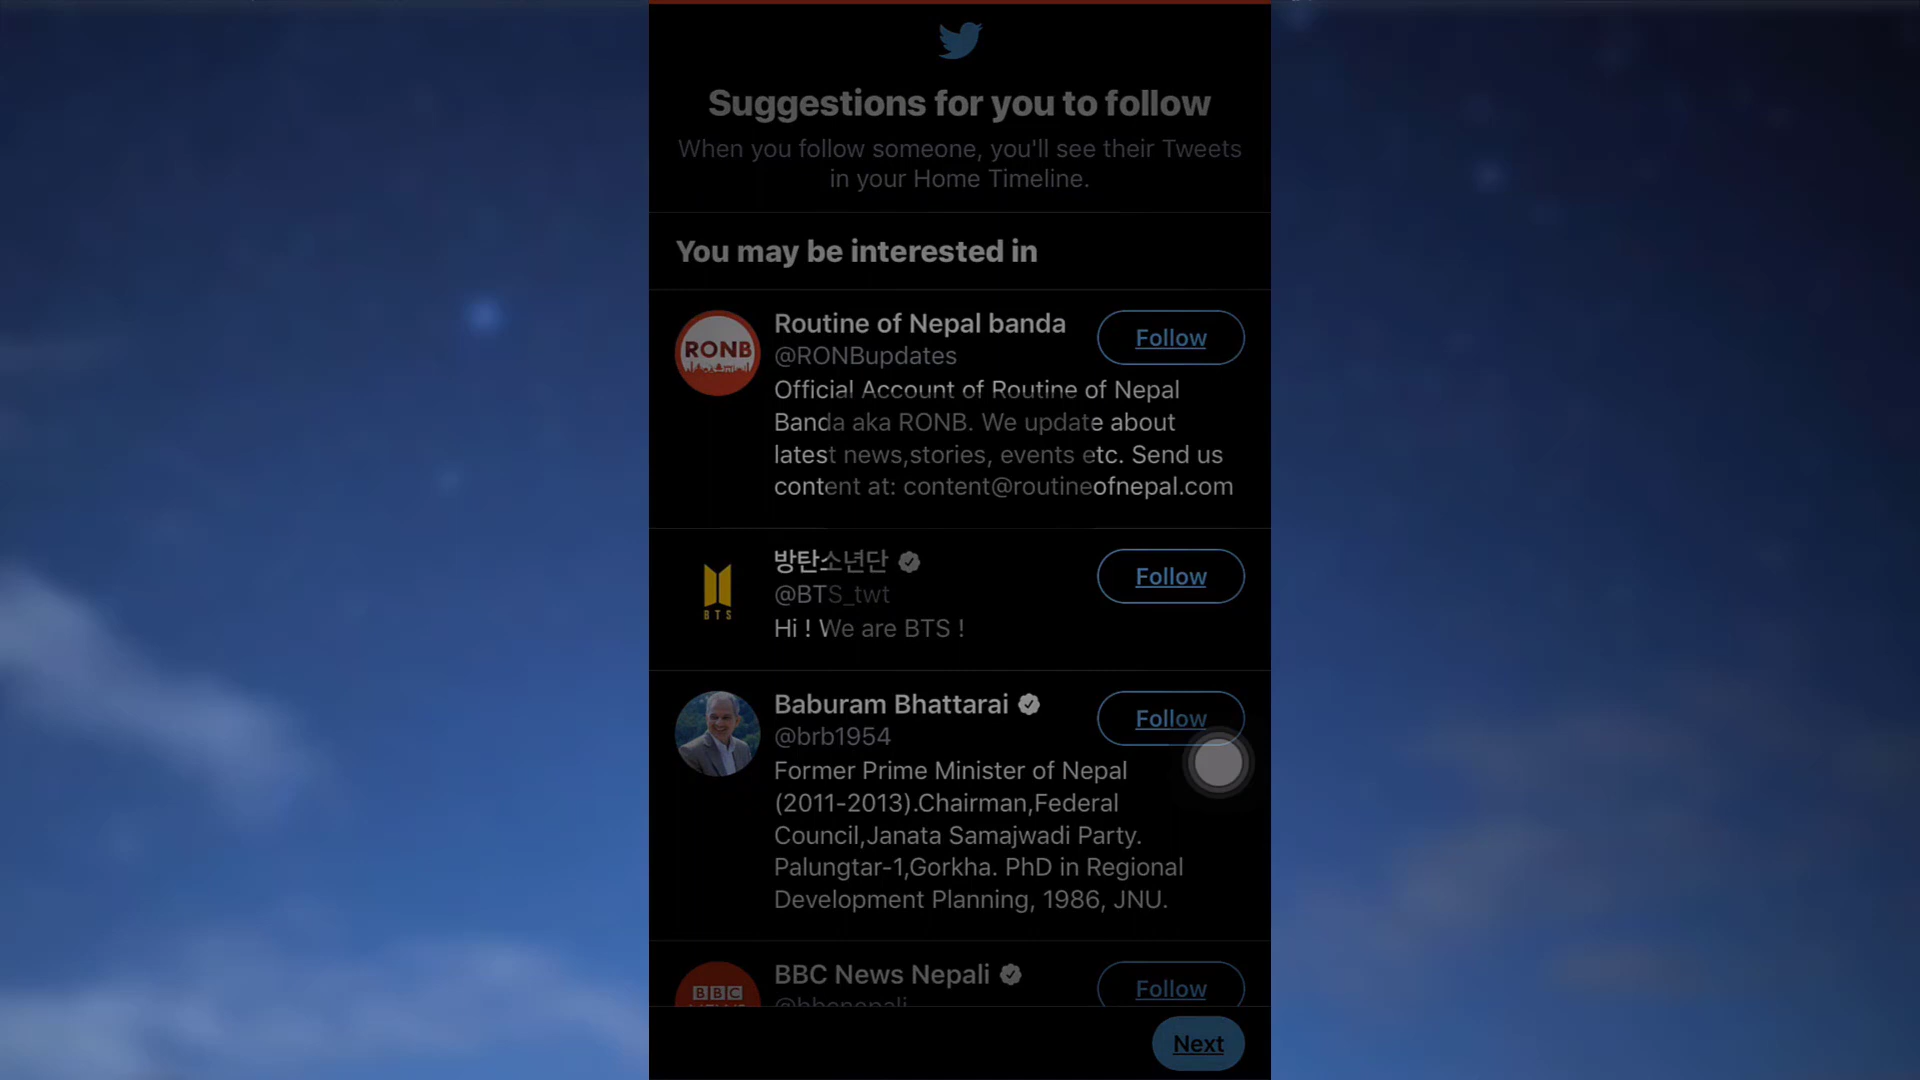 Suggestions for you to follow
When you follow someone, you'll see their Tweets
in your Home Timeline.
You may be interested in
RONB
Routine of Nepal banda
Follow
@RONBupdates
Official Account of Routine of Nepal
Banda aka RONB. We update about
latest news,stories, events etc. Send us
content at: content@routineofnepal.com
BTS
방탄소년단
Follow
@BTS_twt
Hi ! We are BTS !
Baburam Bhattarai
Follow
@brb1954
Former Prime Minister of Nepal
(2011-2013).Chairman,Federal
Council,Janata Samajwadi Party.
Palungtar-1,Gorkha. PhD in Regional
Development Planning, 1986, JNU.
BBC
BBC News Nepali
Follow
Next